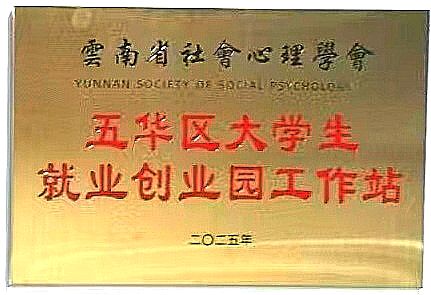 雲南省社會心理學會
YUNNAN SOCIETY OF SOCIAL PSYCHOLOGY
五华区大学生
就业创业园工作站
二〇二五年